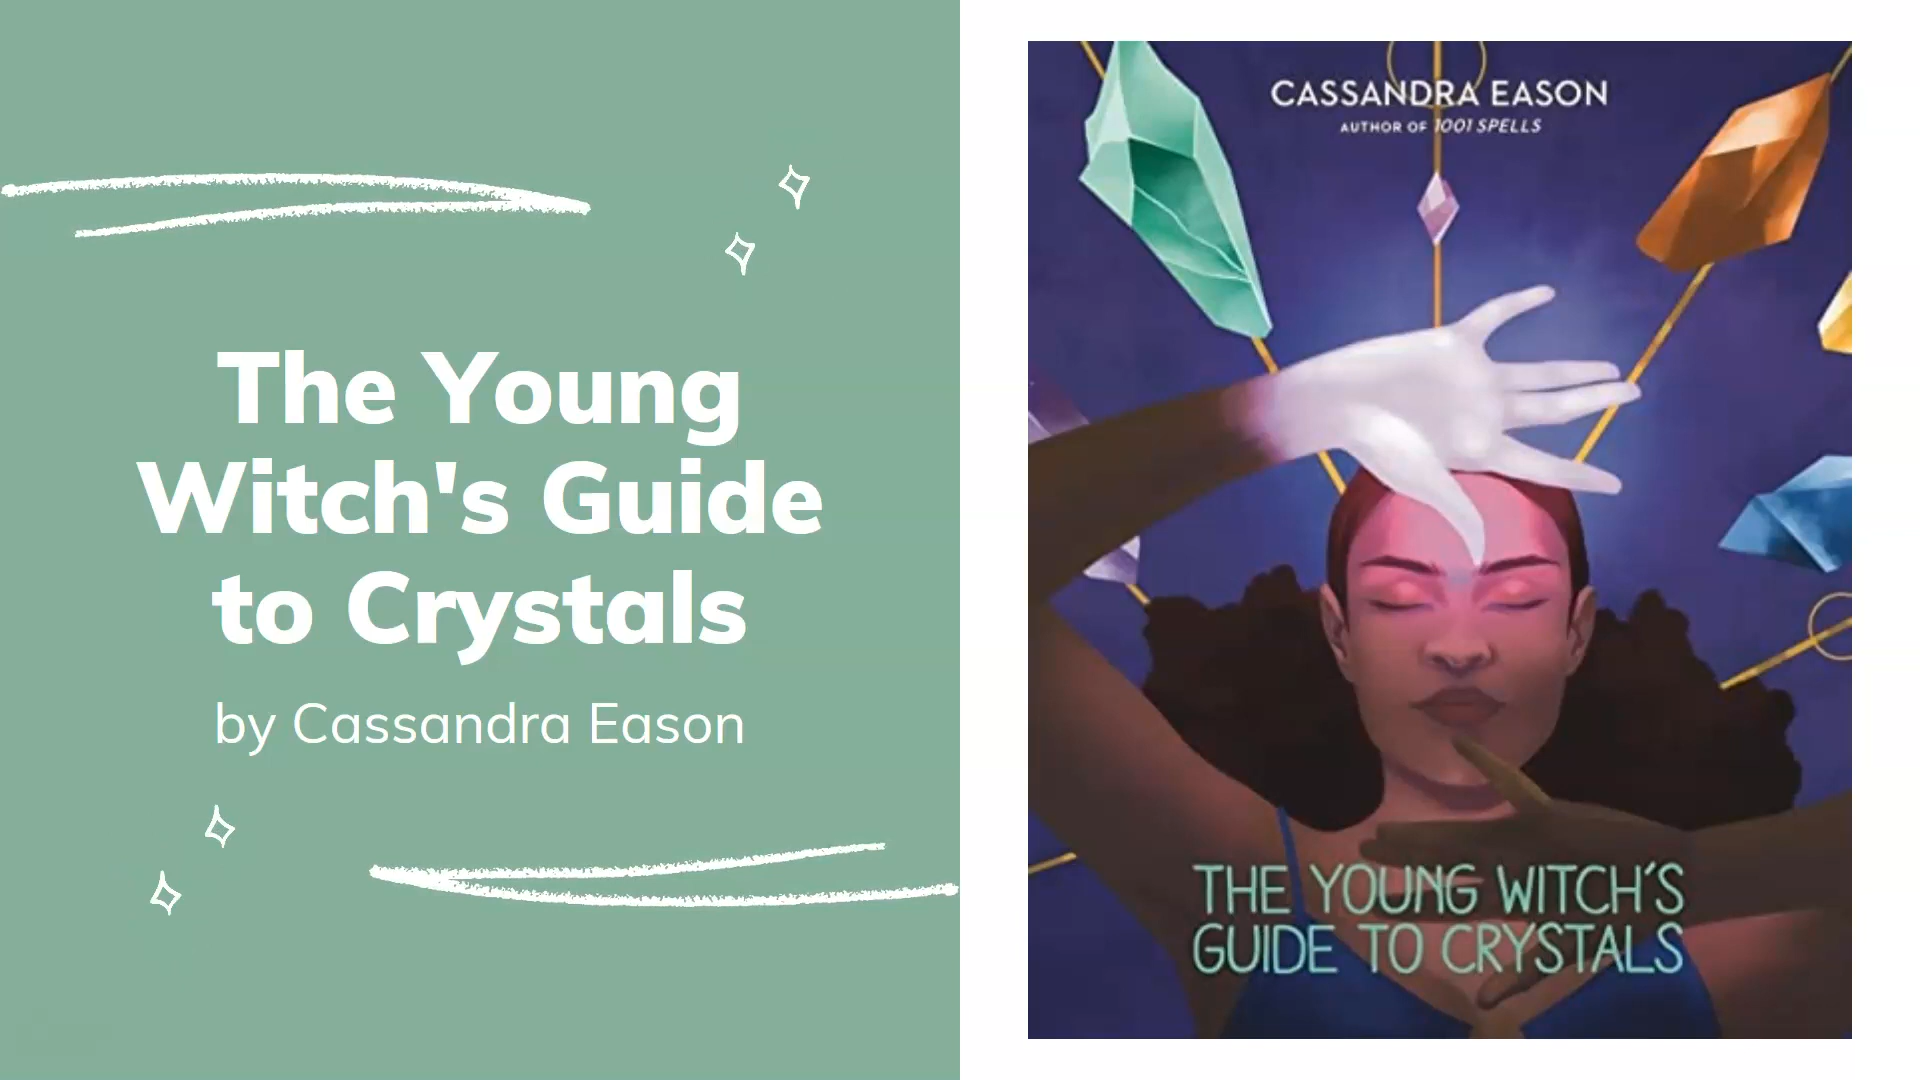 The Young
Witch's Guide
to Crystals
by Cassandra Eason
CASSANDRA EASON
AUTHOR OF 1001 SPELLS
THE YOUNG WITCH'S
GUIDE TO CRYSTALS